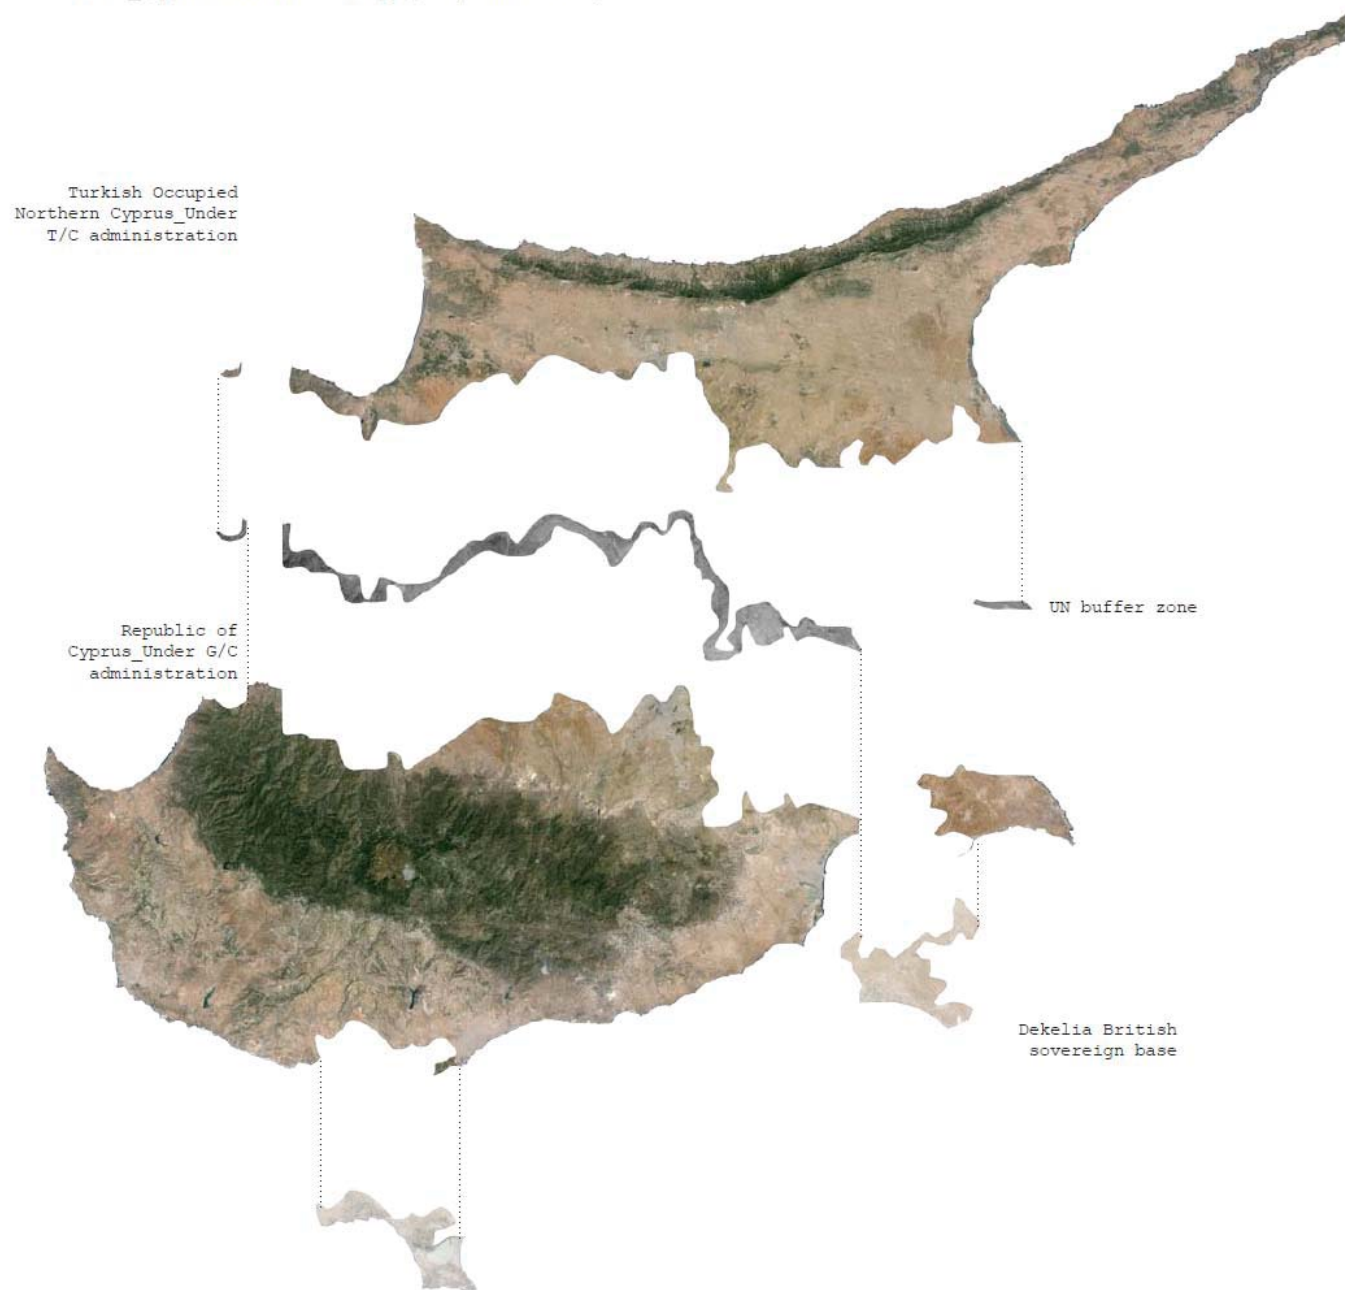 Turkish Occupied
Northern Cyprus_Under
T/C administration
UN buffer zone
Republic of
Cyprus_Under G/C
administration
Dekelia British
sovereign base